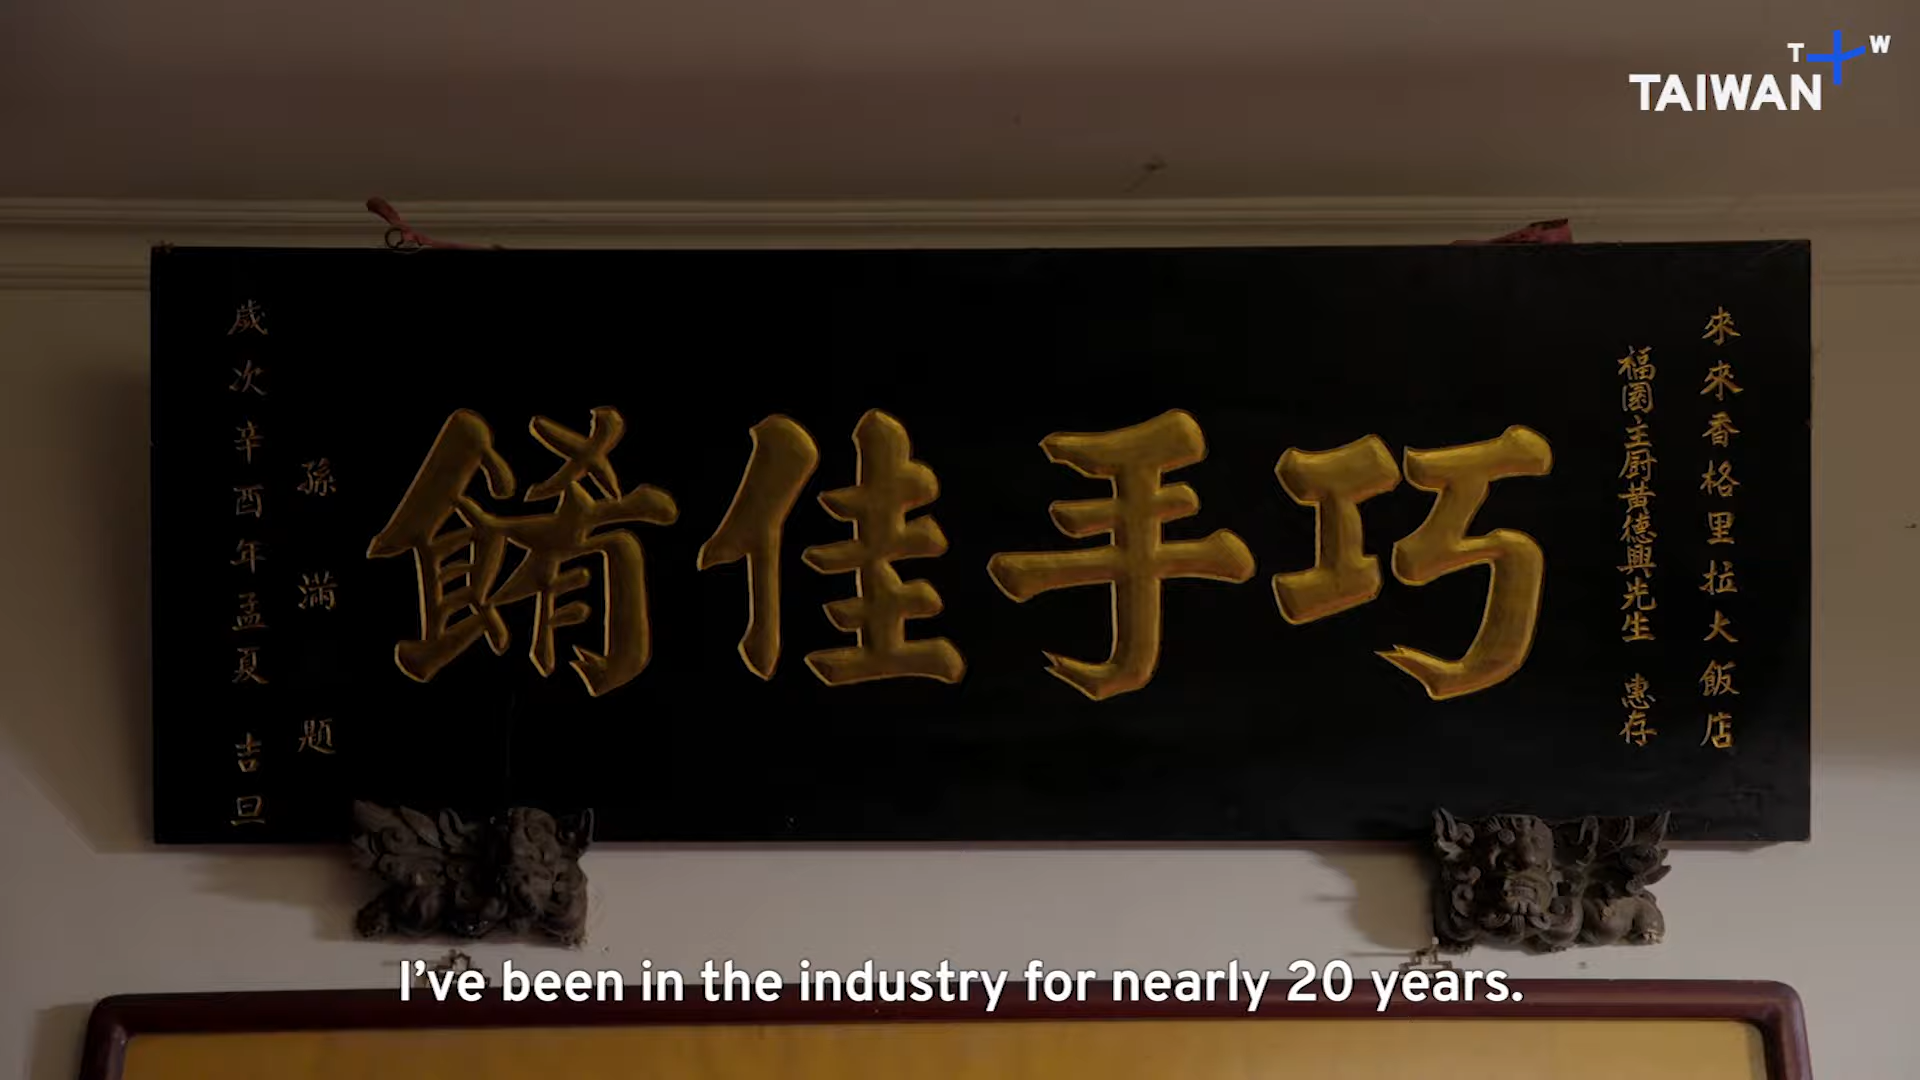 T W
TAIWAN
來來香格里拉大飯店
福園主廚黃德興先生 惠存
巧手佳餚
孫滿題
歲次辛酉年孟夏 吉旦
I've been in the industry for nearly 20 years.